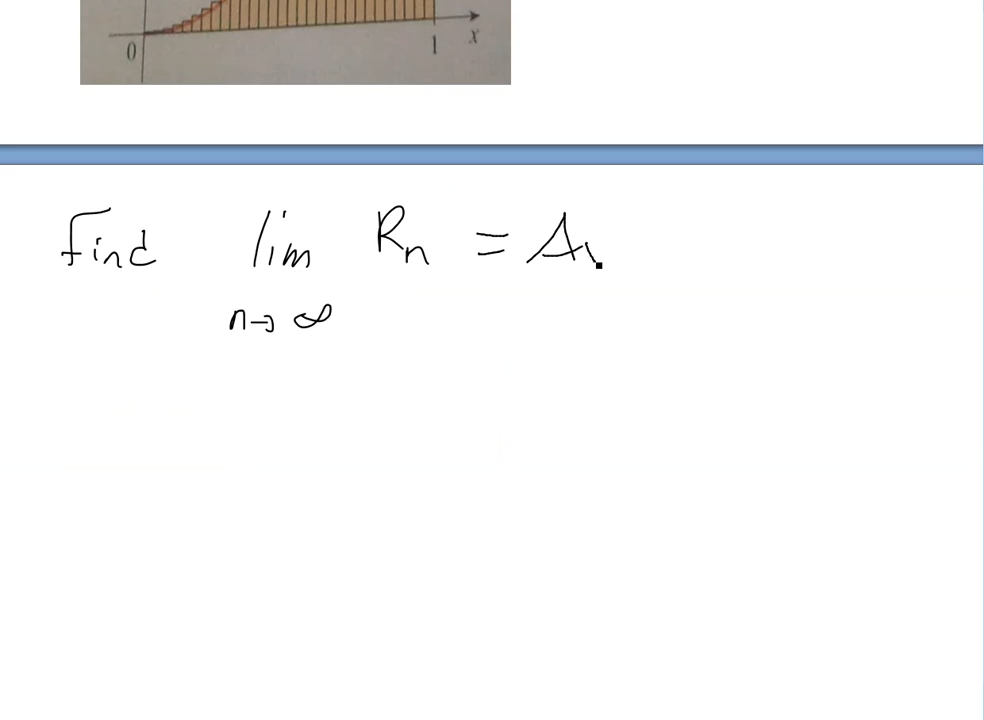 0 1 x
find lim Rn = A
n→∞